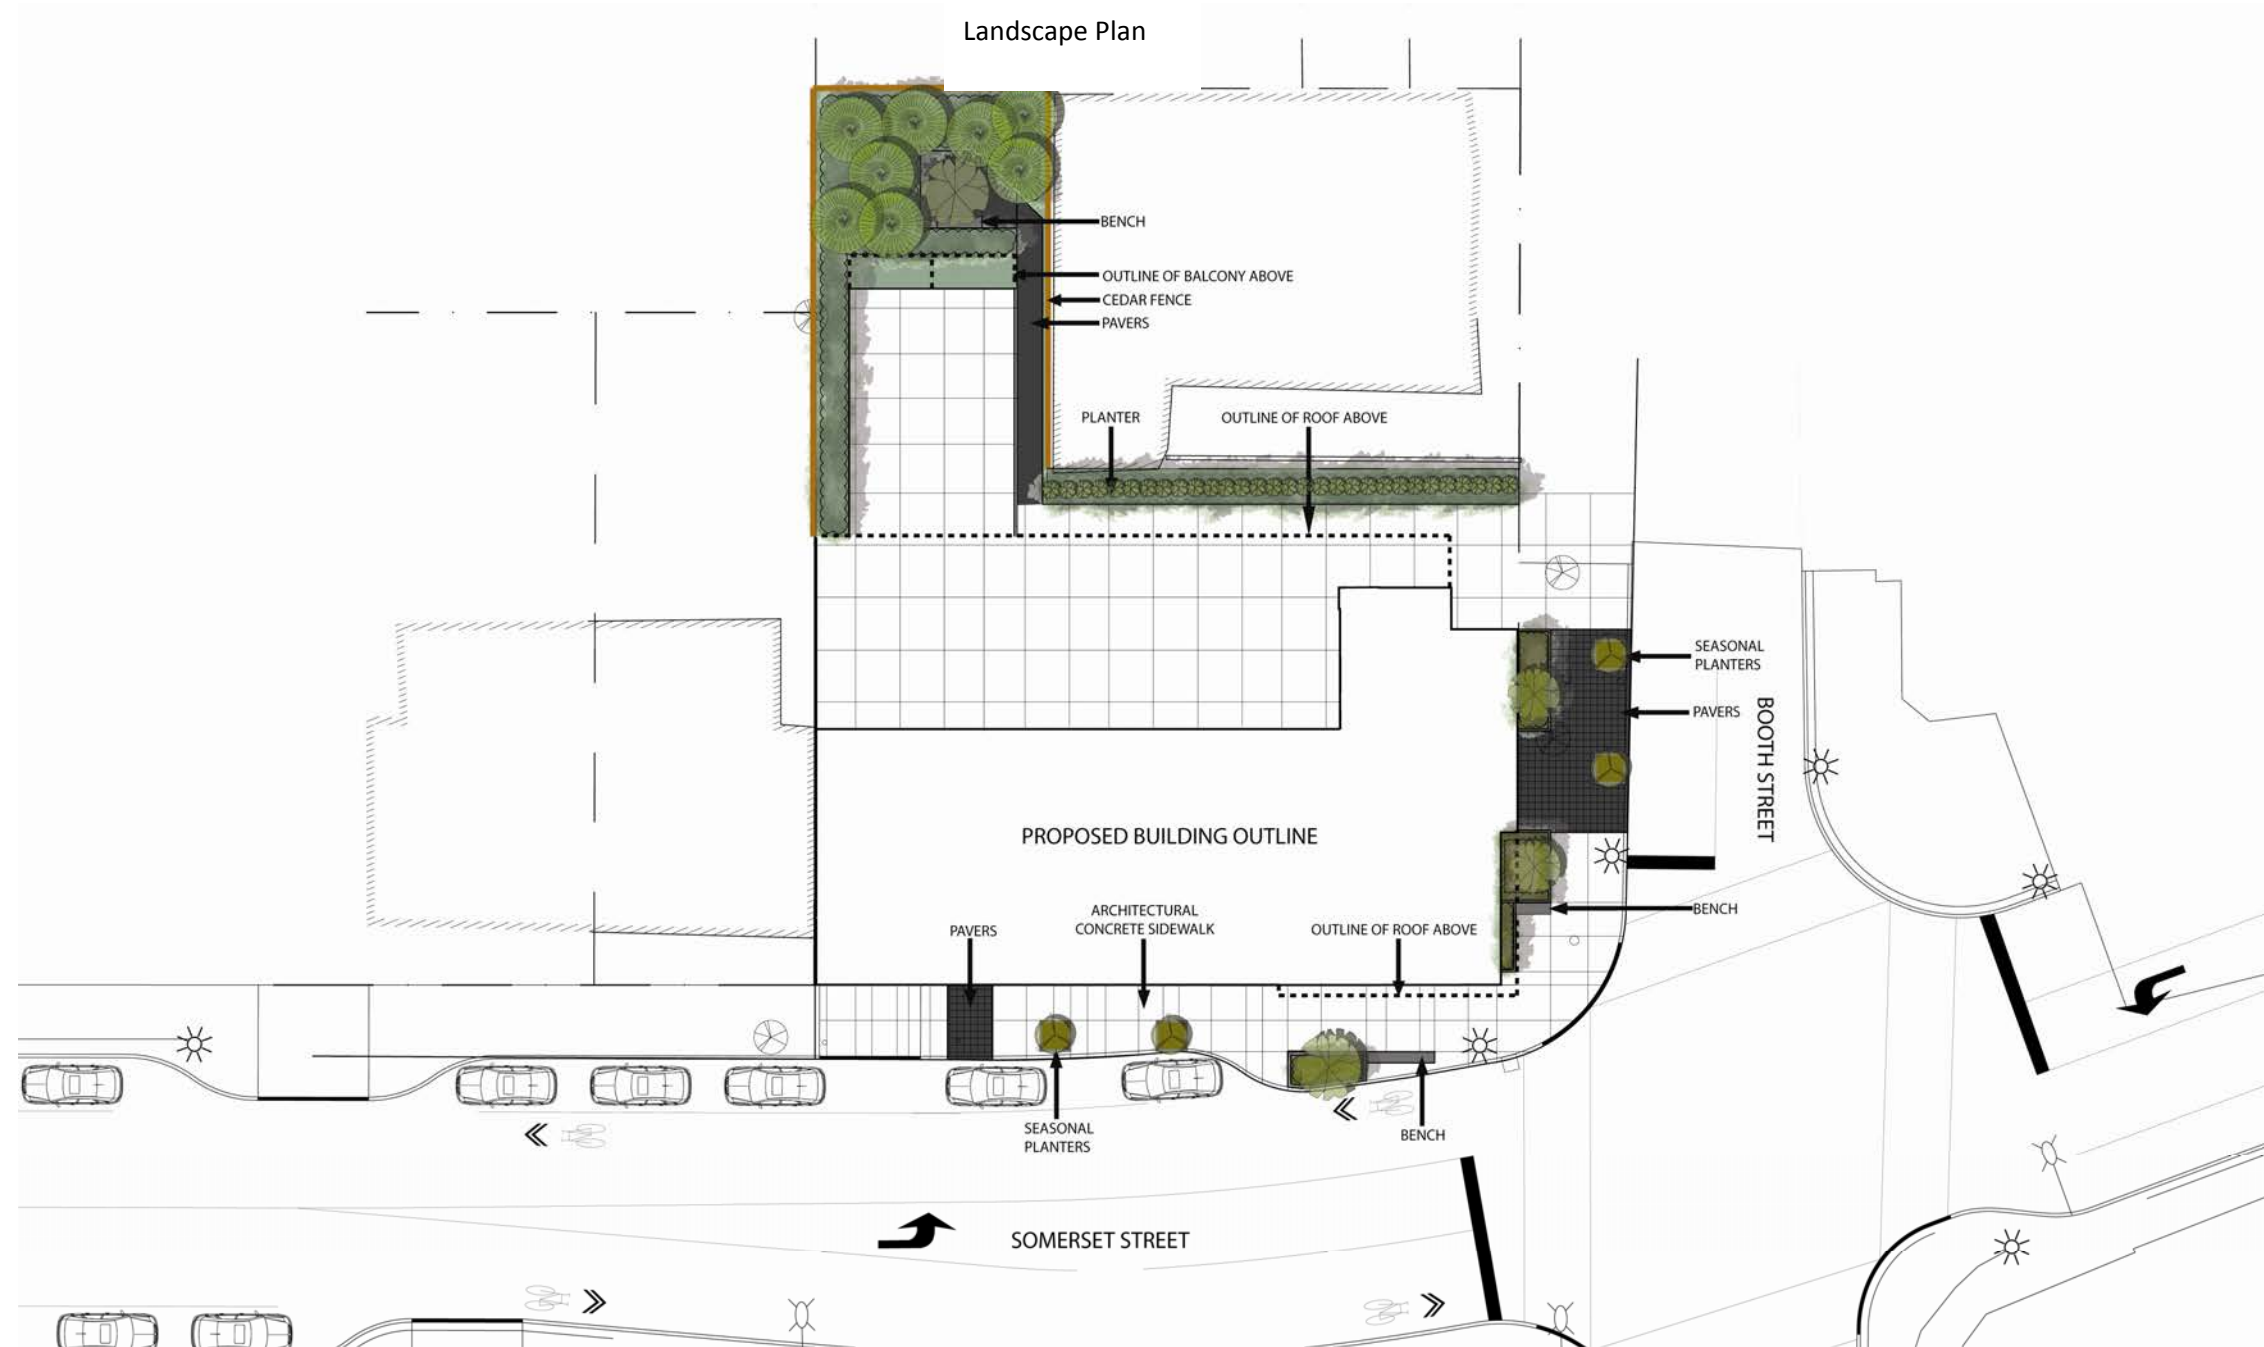 Landscape Plan
BENCH
OUTLINE OF BALCONY ABOVE
CEDAR FENCE
PAVERS
PLANTER
OUTLINE OF ROOF ABOVE
SEASONAL
PLANTERS
PAVERS
BOOTH STREET
PROPOSED BUILDING OUTLINE
BENCH
PAVERS
ARCHITECTURAL
CONCRETE SIDEWALK
OUTLINE OF ROOF ABOVE
SEASONAL
PLANTERS
BENCH
SOMERSET STREET